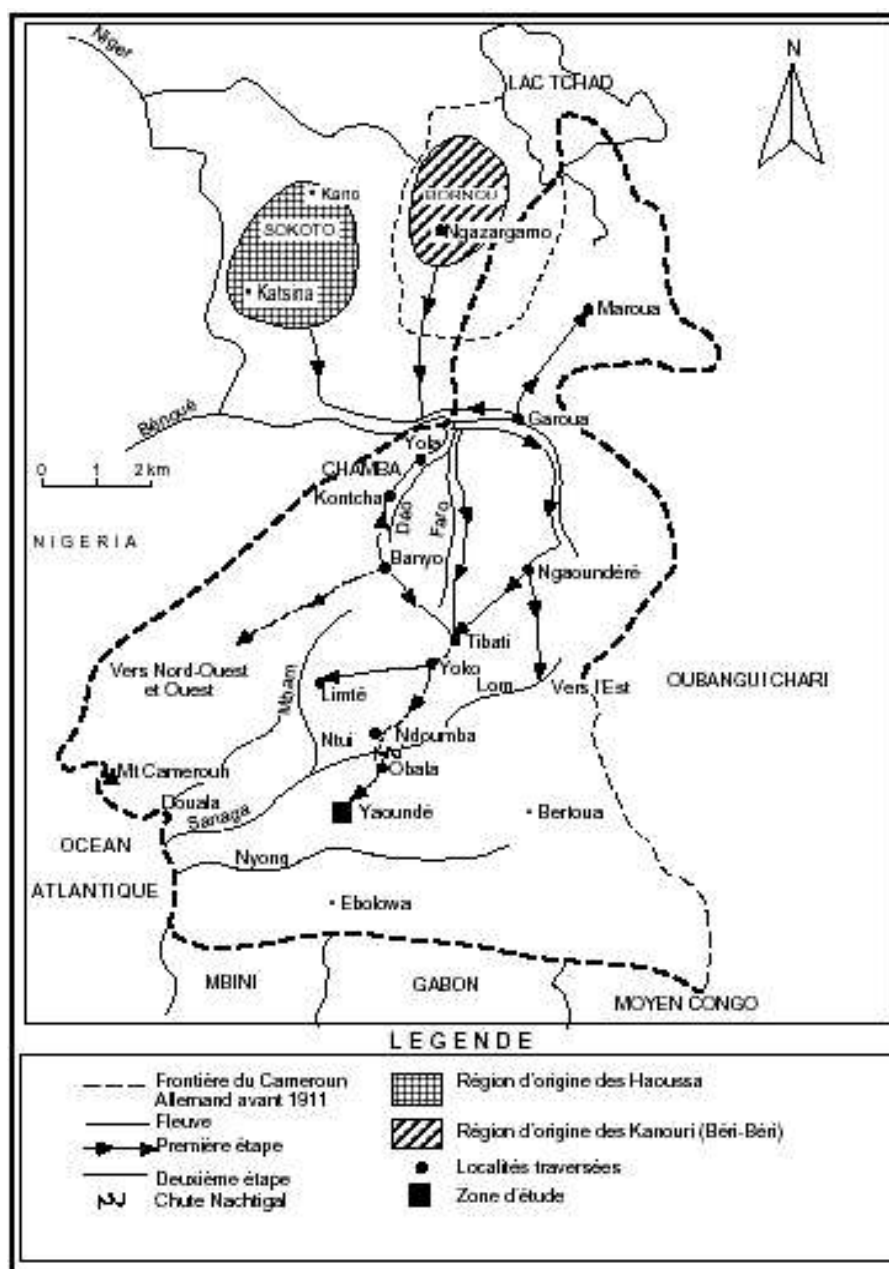 Niger
LAC TCHIAD
N
BORNOU
Kano
SOKOTO
Ngazargamo
Katsina
Maroua
Bénoué
Garoua
Yola
0 1 2 km
CHAMBA
Kontcha
Déo
Faro
NIGERIA
Banyo
Ngaoundéré
Tibati
Vers Nord-Ouest
et Ouest
Mbam
Yoko
Lom
Vers l'Est
OUBANGUI CHARI
Limté
Ntui
Ndoumba
Mt Camerouh
Obala
Douala
Sanaga
Yaoundé
Bertoua
OCEAN
Nyong
ATLANTIQUE
Ebolowa
MBINI
GABON
MOYEN CONGO
LEGENDE
Frontière du Cameroun
Allemand avant 1911
Fleuve
Première étape
Deuxième étape
Chute Nachtigal
Région d'origine des Haoussa
Région d'origine des Kanouri (Béri-Béri)
Localités traversées
Zone d'étude